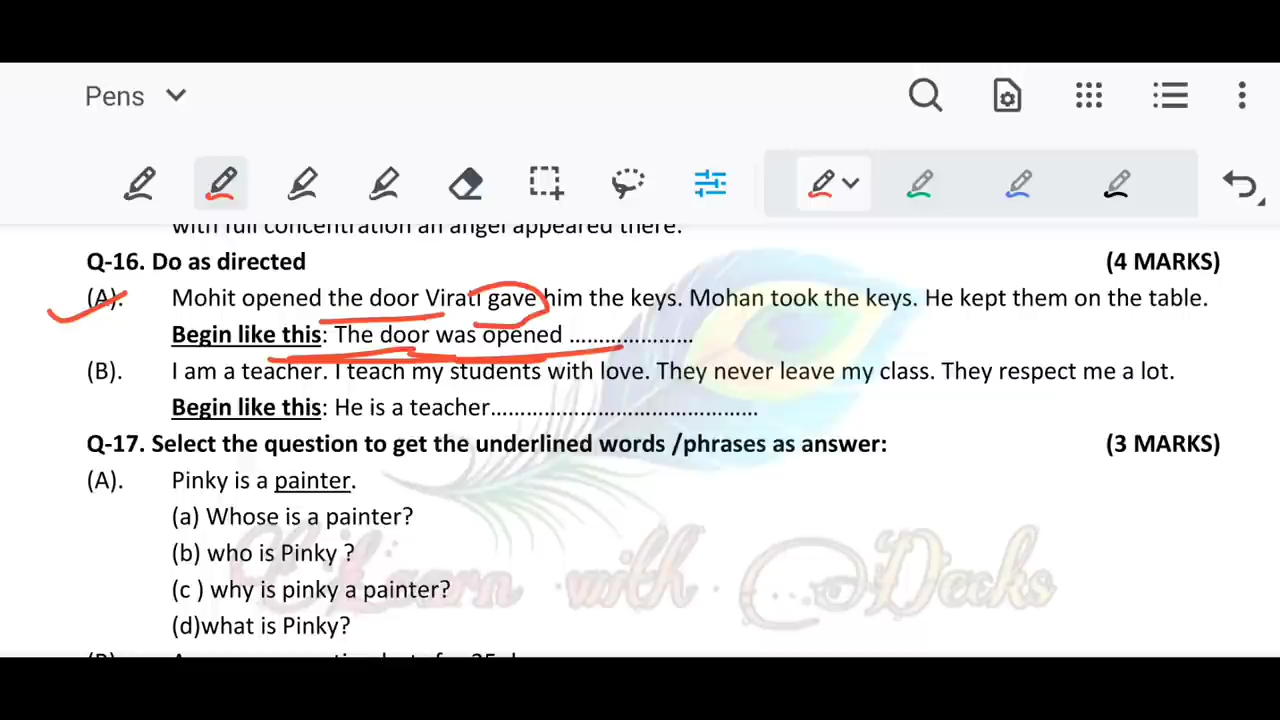 Pens
with full concentration an angel appeared there.
Q-16. Do as directed (4 MARKS)
(A). Mohit opened the door Virati gave him the keys. Mohan took the keys. He kept them on the table.
Begin like this: The door was opened .....................
(B). I am a teacher. I teach my students with love. They never leave my class. They respect me a lot.
Begin like this: He is a teacher.............................................
Q-17. Select the question to get the underlined words /phrases as answer: (3 MARKS)
(A). Pinky is a painter.
(a) Whose is a painter?
(b) who is Pinky ?
(c ) why is pinky a painter?
(d)what is Pinky?
Learn with Decks